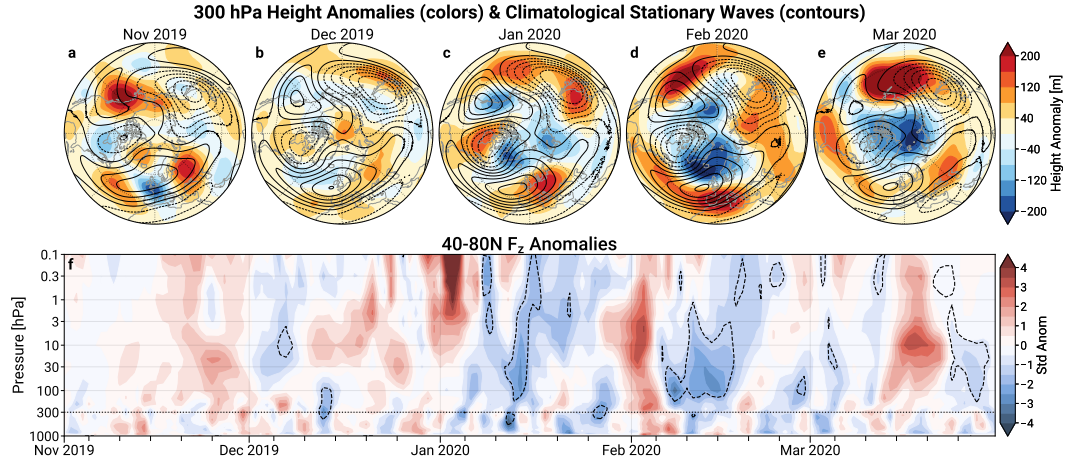 300 hPa Height Anomalies (colors) & Climatological Stationary Waves (contours)
Nov 2019
Dec 2019
Jan 2020
Feb 2020
Mar 2020
a
b
c
d
e
200
120
40
−40
−120
−200
Height Anomaly [m]
40-80N Fz Anomalies
f
0.1
0.3
1
3
10
30
100
300
1000
Pressure [hPa]
Nov 2019
Dec 2019
Jan 2020
Feb 2020
Mar 2020
4
3
2
1
0
−1
−2
−3
−4
Std Anom